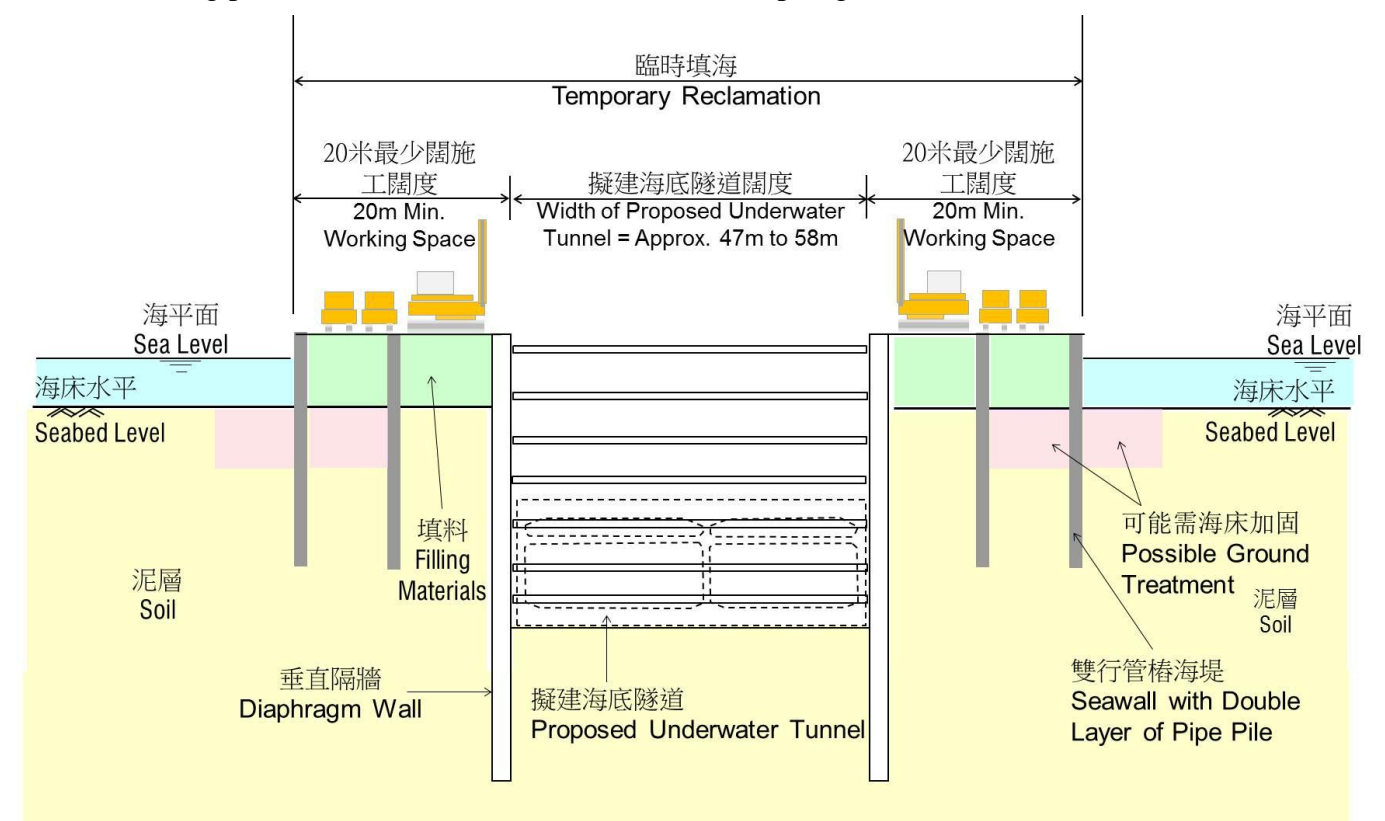 臨時填海
Temporary Reclamation
20米最少闊施
工闊度
20m Min.
Working Space
擬建海底隧道闊度
Width of Proposed Underwater
Tunnel = Approx. 47m to 58m
20米最少闊施
工闊度
20m Min.
Working Space
海平面
Sea Level
海平面
Sea Level
海床水平
Seabed Level
海床水平
Seabed Level
填料
Filling
Materials
可能需海床加固
Possible Ground
Treatment
泥層
Soil
泥層
Soil
垂直隔牆
Diaphragm Wall
擬建海底隧道
Proposed Underwater Tunnel
雙行管樁海堤
Seawall with Double
Layer of Pipe Pile